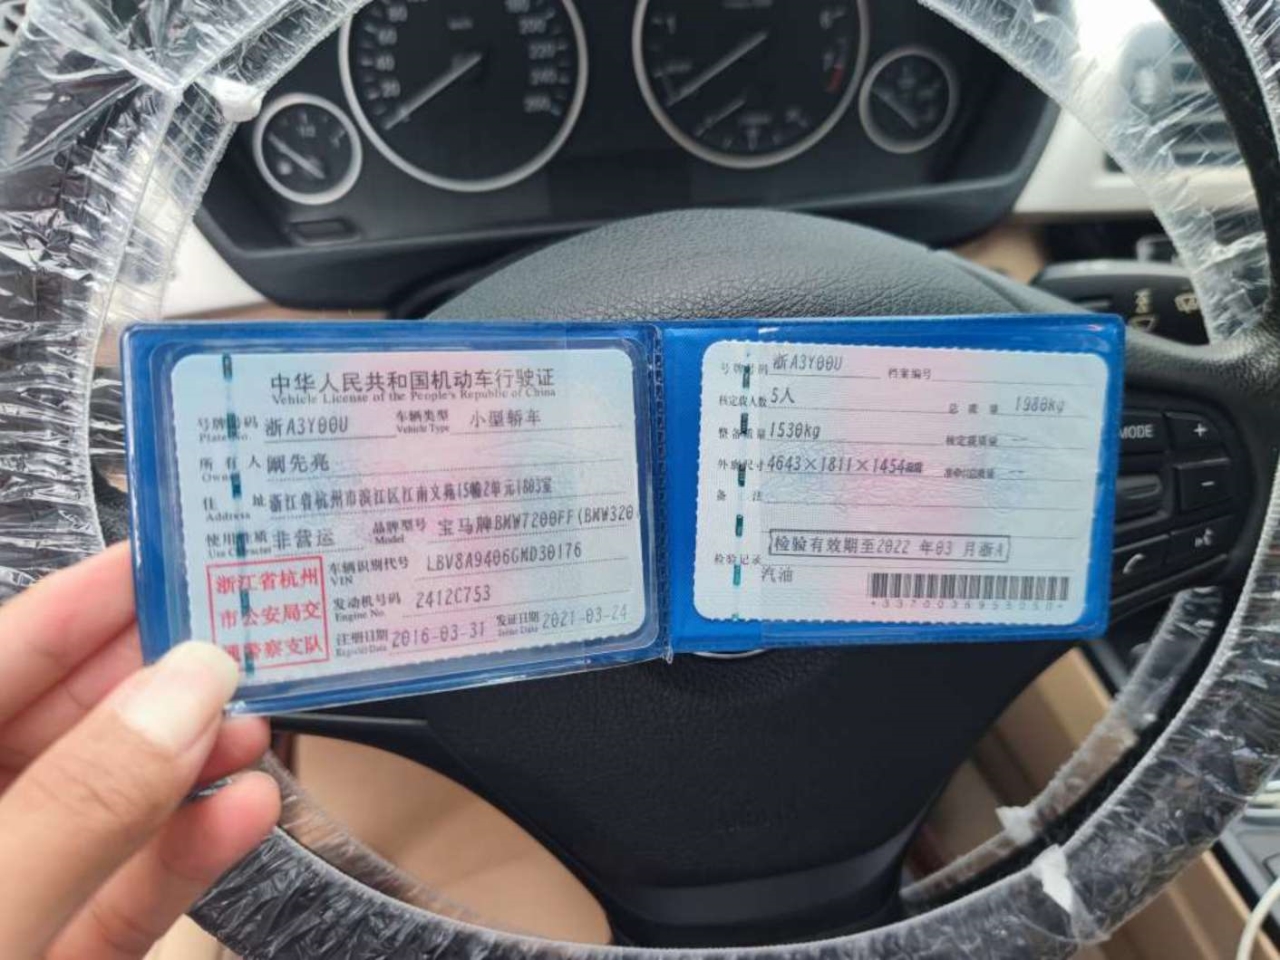 中华人民共和国机动车行驶证
Vehicle License of the People's Republic of China
号牌号码 浙A3Y00U 车辆类型 小型轿车
Plate No. Vehicle Type
所有人 阚先亮
Owner
住址 浙江省杭州市滨江区江南文苑15幢2单元1803室
Address
使用性质 非营运 品牌型号 宝马牌BMW7200FF(BMW320
Use Character Model
浙江省杭州
市公安局交
警察支队
车辆识别代号 LBV8A9406GMD30176
VIN
发动机号码 2412C753
Engine No.
注册日期 2016-03-31 发证日期 2021-03-24
Register Date Issue Date
号牌号码 浙A3Y00U 档案编号
核定载人数 5人 总质量 1980kg
整备质量 1530kg 核定载质量 --
外廓尺寸 4643×1811×1454mm 准牵引总质量 --
备注
检验记录 检验有效期至2022年03月浙A
汽油
MODE
+
-